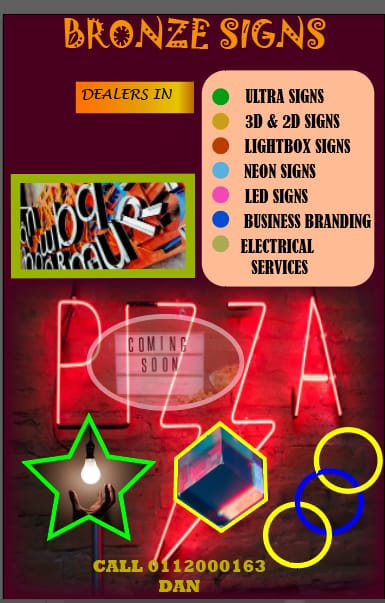 BRONZE SIGNS
DEALERS IN
ULTRA SIGNS
3D & 2D SIGNS
LIGHTBOX SIGNS
NEON SIGNS
LED SIGNS
BUSINESS BRANDING
ELECTRICAL
SERVICES
PIZZA
COMING
SOON
CALL 0112000163
DAN